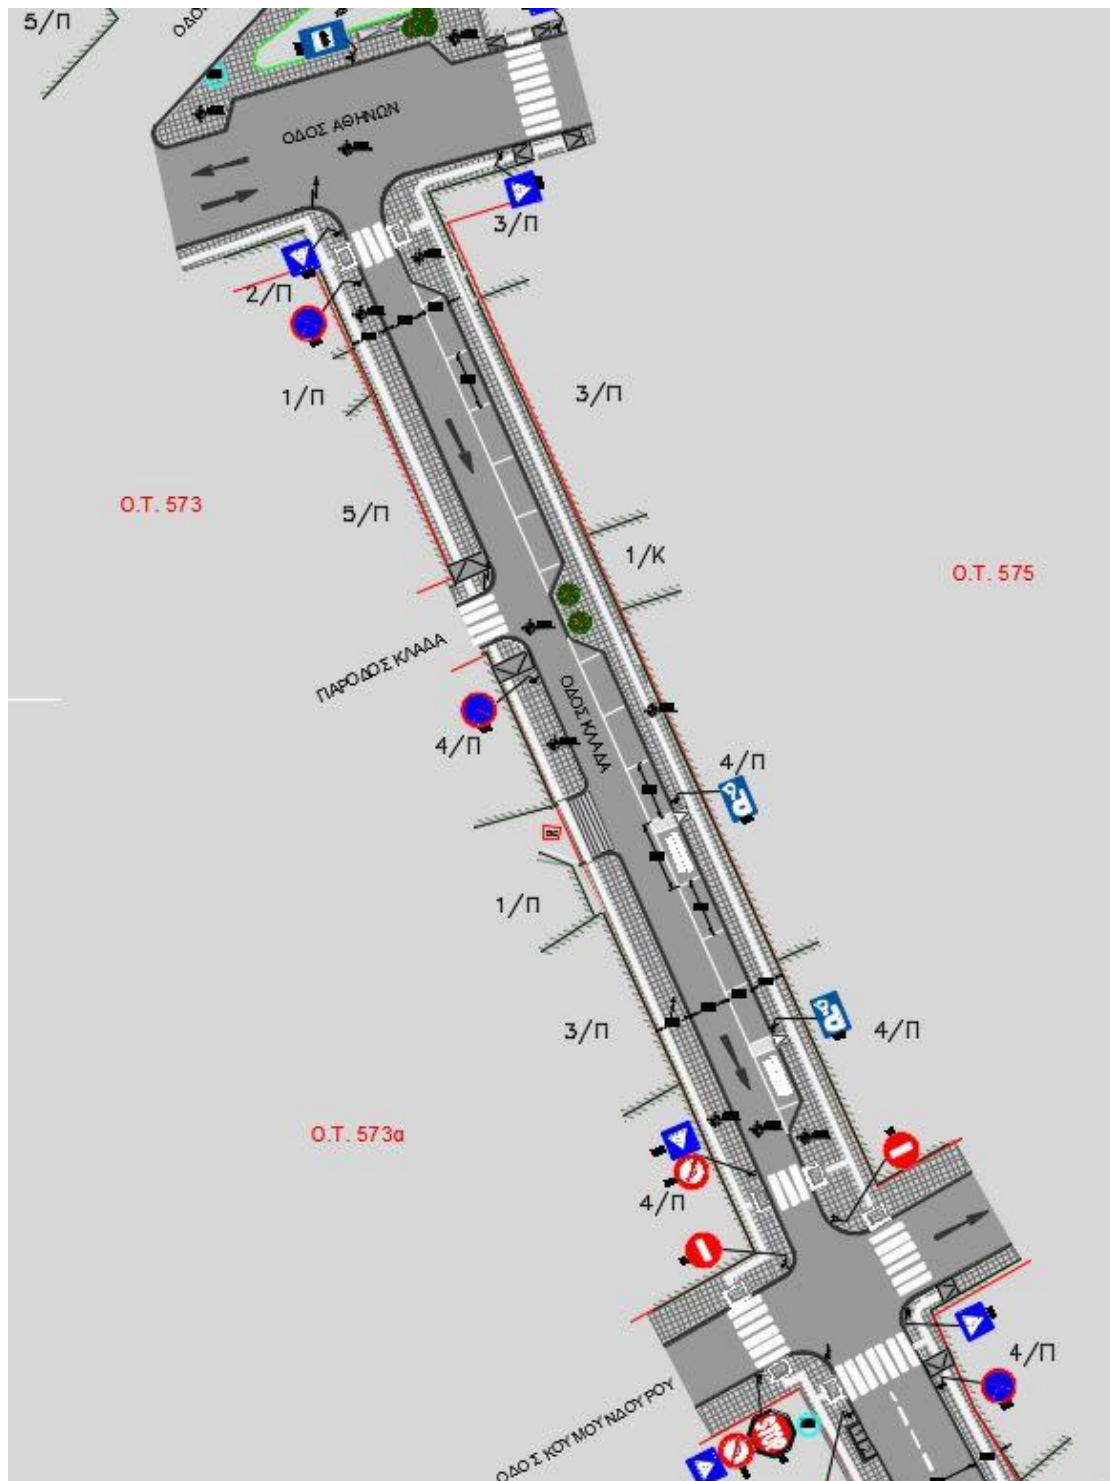 5/Π
ΟΔΟΣ ΑΘΗΝΩΝ
3/Π
2/Π
1/Π
3/Π
Ο.Τ. 573
5/Π
1/Κ
Ο.Τ. 575
ΠΑΡΟΔΟΣ ΚΛΑΔΑ
ΟΔΟΣ ΚΛΑΔΑ
4/Π
4/Π
1/Π
3/Π
4/Π
Ο.Τ. 573α
4/Π
4/Π
ΟΔΟΣ ΚΟΥΜΟΥΝΔΟΥΡΟΥ
STOP